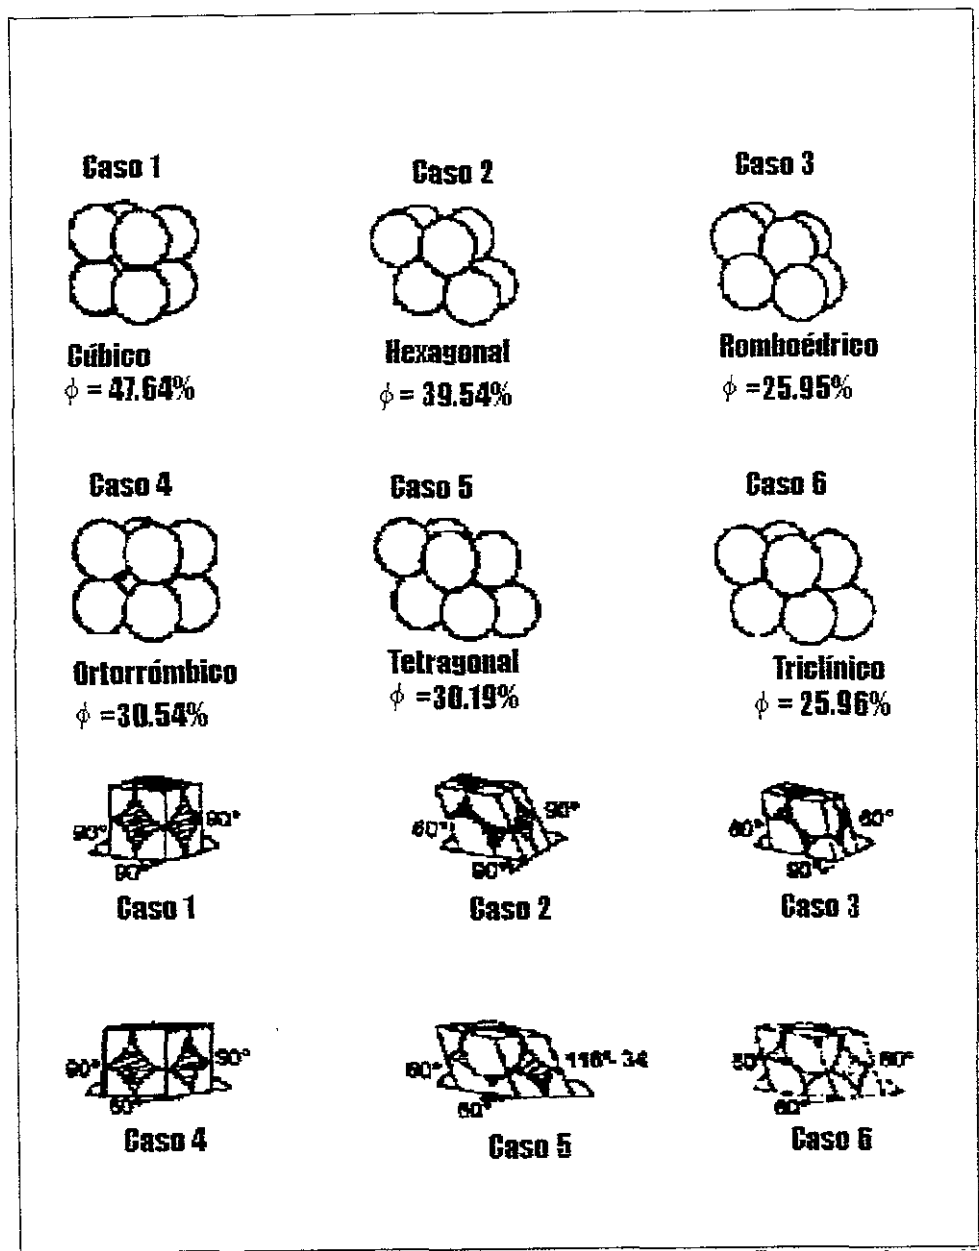 Caso 1
Caso 2
Caso 3
Cúbico
ϕ = 47.64%
Hexagonal
ϕ = 39.54%
Romboédrico
ϕ =25.95%
Caso 4
Caso 5
Caso 6
Ortorrómbico
ϕ =30.54%
Tetragonal
ϕ =30.19%
Triclínico
ϕ = 25.96%
90° 90°
90°
Caso 1
60° 90°
90°
Caso 2
60° 60°
90°
Caso 3
90° 90°
60°
Caso 4
60°
60°
Caso 5
60° 60°
60°
Caso 6